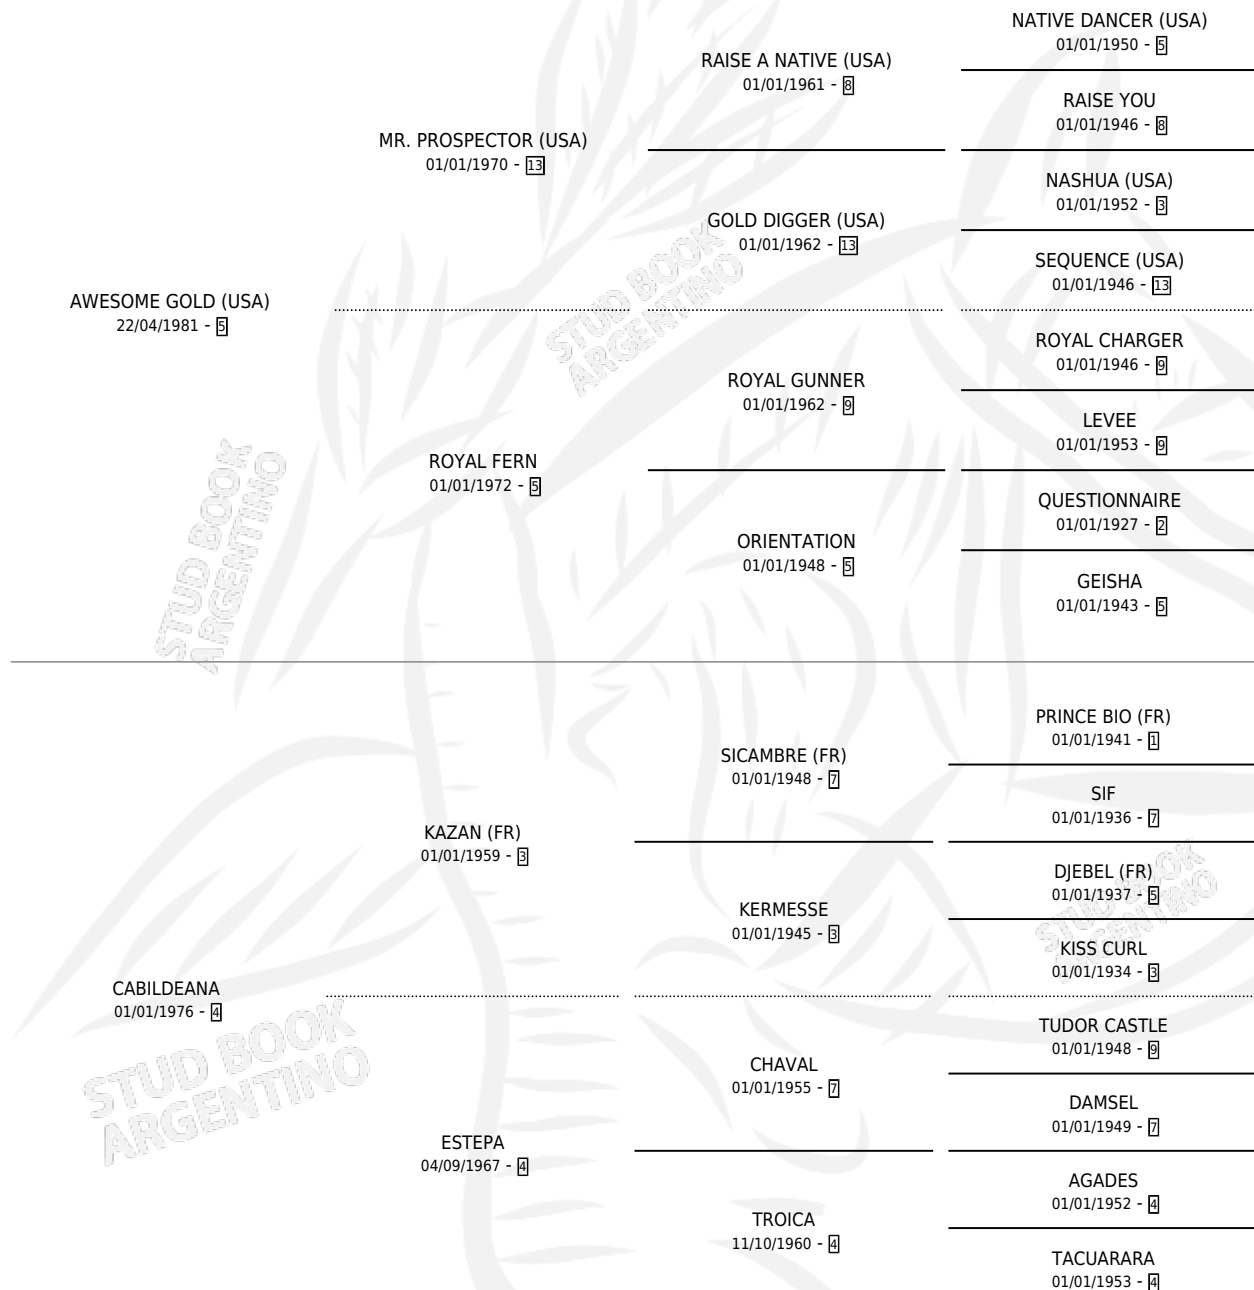 NATIVE DANCER (USA)
01/01/1950 - 5
RAISE A NATIVE (USA)
01/01/1961 - 8
RAISE YOU
01/01/1946 - 8
MR. PROSPECTOR (USA)
01/01/1970 - 13
NASHUA (USA)
01/01/1952 - 3
GOLD DIGGER (USA)
01/01/1962 - 13
SEQUENCE (USA)
01/01/1946 - 13
AWESOME GOLD (USA)
22/04/1981 - 5
STUD BOOK
ARGENTINO
ROYAL CHARGER
01/01/1946 - 9
ROYAL GUNNER
01/01/1962 - 9
LEVEE
01/01/1953 - 9
ROYAL FERN
01/01/1972 - 5
QUESTIONNAIRE
01/01/1927 - 2
ORIENTATION
01/01/1948 - 5
GEISHA
01/01/1943 - 5
STUD BOOK
ARGENTINO
PRINCE BIO (FR)
01/01/1941 - 1
SICAMBRE (FR)
01/01/1948 - 7
SIF
01/01/1936 - 7
KAZAN (FR)
01/01/1959 - 3
DJEBEL (FR)
01/01/1937 - 5
KERMESSE
01/01/1945 - 3
STUD BOOK
ARGENTINO
KISS CURL
01/01/1934 - 3
CABILDEANA
01/01/1976 - 4
STUD BOOK
ARGENTINO
TUDOR CASTLE
01/01/1948 - 9
CHAVAL
01/01/1955 - 7
DAMSEL
01/01/1949 - 7
ESTEPA
04/09/1967 - 4
AGADES
01/01/1952 - 4
TROICA
11/10/1960 - 4
TACUARARA
01/01/1953 - 4